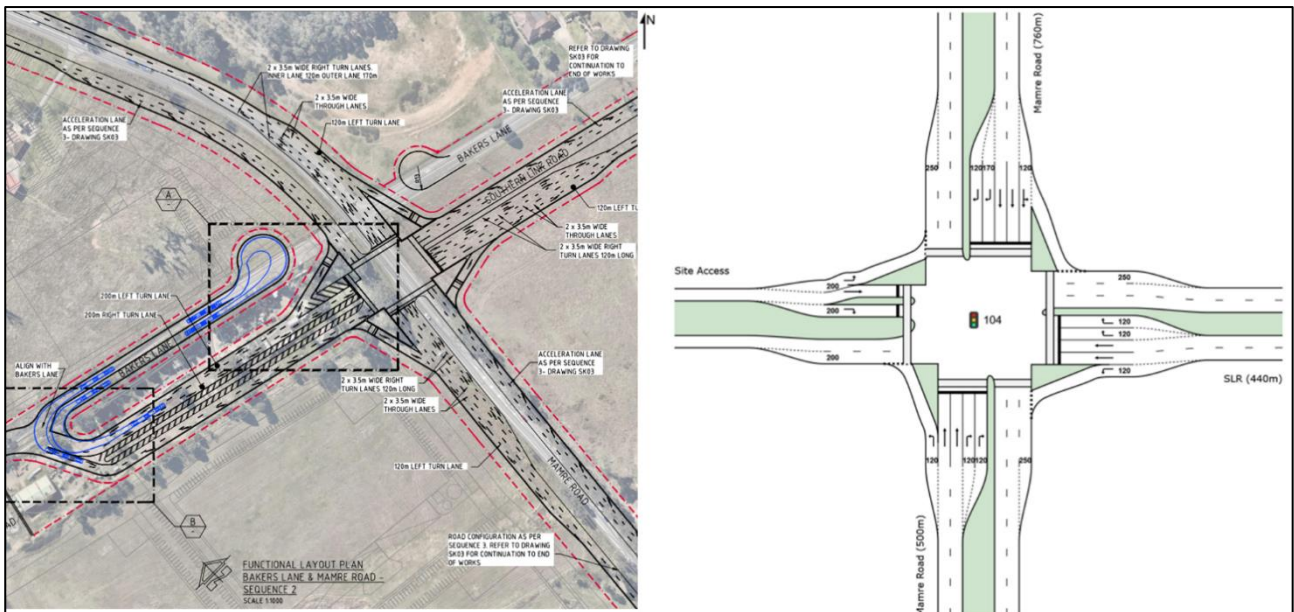 2 x 3.5m WIDE RIGHT TURN LANES.
INNER LANE 120m OUTER LANE 170m
2 x 3.5m WIDE
THROUGH LANES
120m LEFT TURN LANE
REFER TO DRAWING
SK03 FOR
CONTINUATION TO
END OF WORKS
ACCELERATION LANE
AS PER SEQUENCE
3- DRAWING SK03
ACCELERATION LANE
AS PER SEQUENCE
3- DRAWING SK03
BAKERS LANE
R13
SOUTHERN LINK ROAD
A
120m LEFT TU
2 x 3.5m WIDE
THROUGH LANES
2 x 3.5m WIDE RIGHT
TURN LANES 120m LONG
200m LEFT TURN LANE
200m RIGHT TURN LANE
ALIGN WITH
BAKERS LANE
BAKERS LANE
ACCELERATION LANE
AS PER SEQUENCE
3- DRAWING SK03
2 x 3.5m WIDE RIGHT
TURN LANES 120m LONG
2 x 3.5m WIDE
THROUGH LANES
120m LEFT TURN LANE
MAMRE ROAD
B
ROAD CONFIGURATION AS PER
SEQUENCE 3. REFER TO DRAWING
SK03 FOR CONTINUATION TO END
OF WORKS
FUNCTIONAL LAYOUT PLAN
BAKERS LANE & MAMRE ROAD -
SEQUENCE 2
SCALE 1:1000
N
Mamre Road (760m)
250
120
170
120
Site Access
200
200
200
104
250
120
120
120
SLR (440m)
120
120
120
250
Mamre Road (500m)